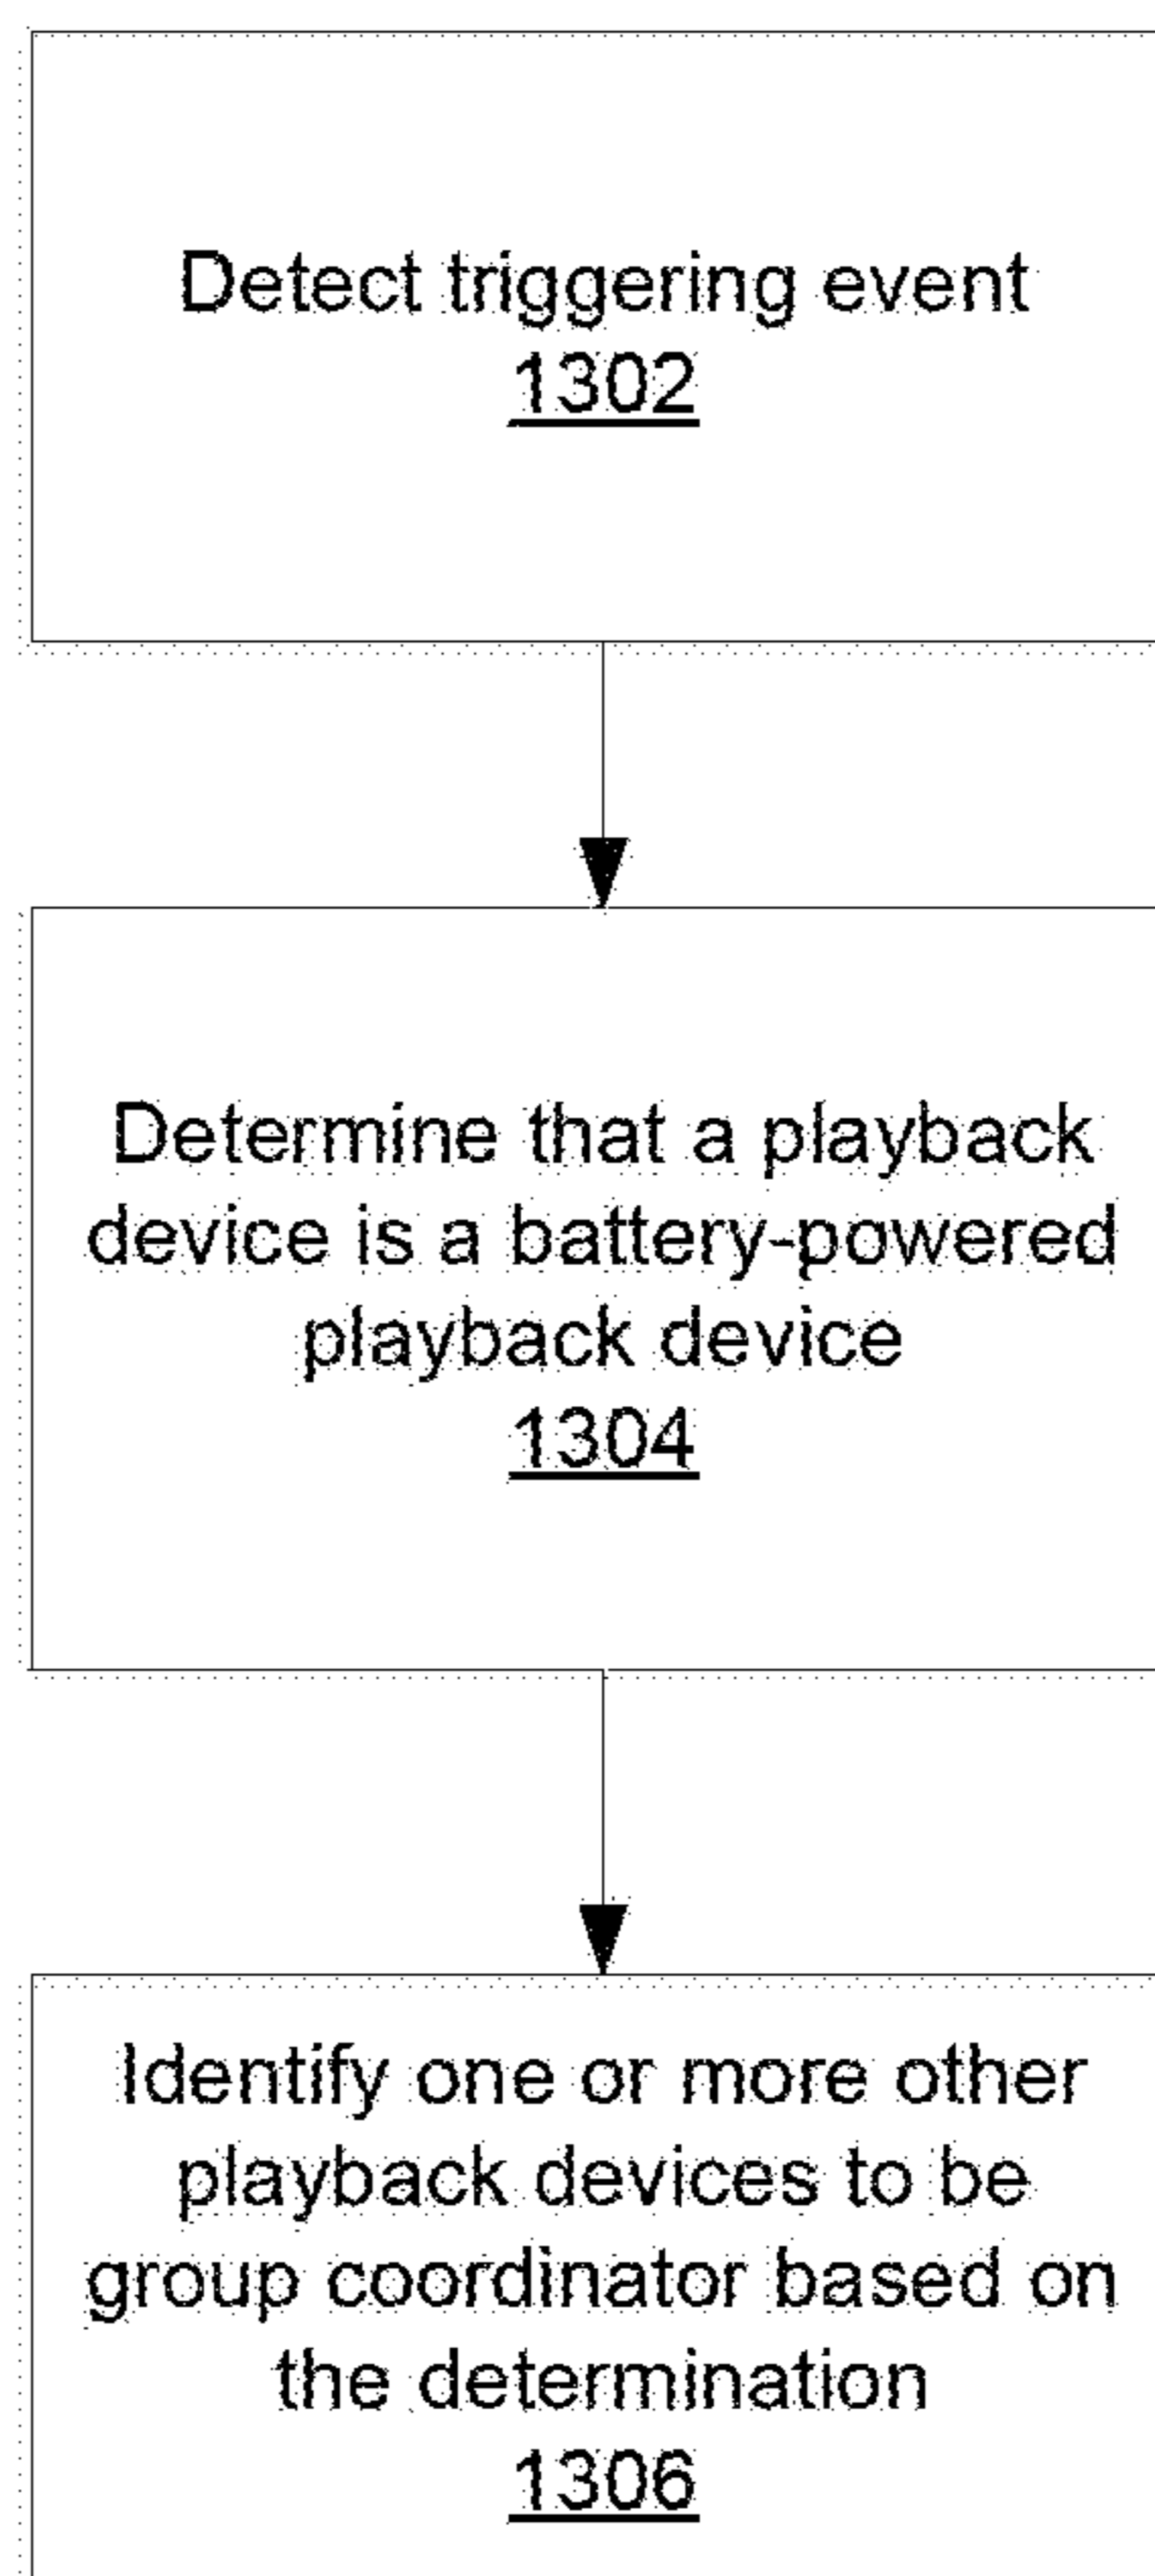 Detect triggering event
1302
Determine that a playback
device is a battery-powered
playback device
1304
Identify one or more other
playback devices to be
group coordinator based on
the determination
1306